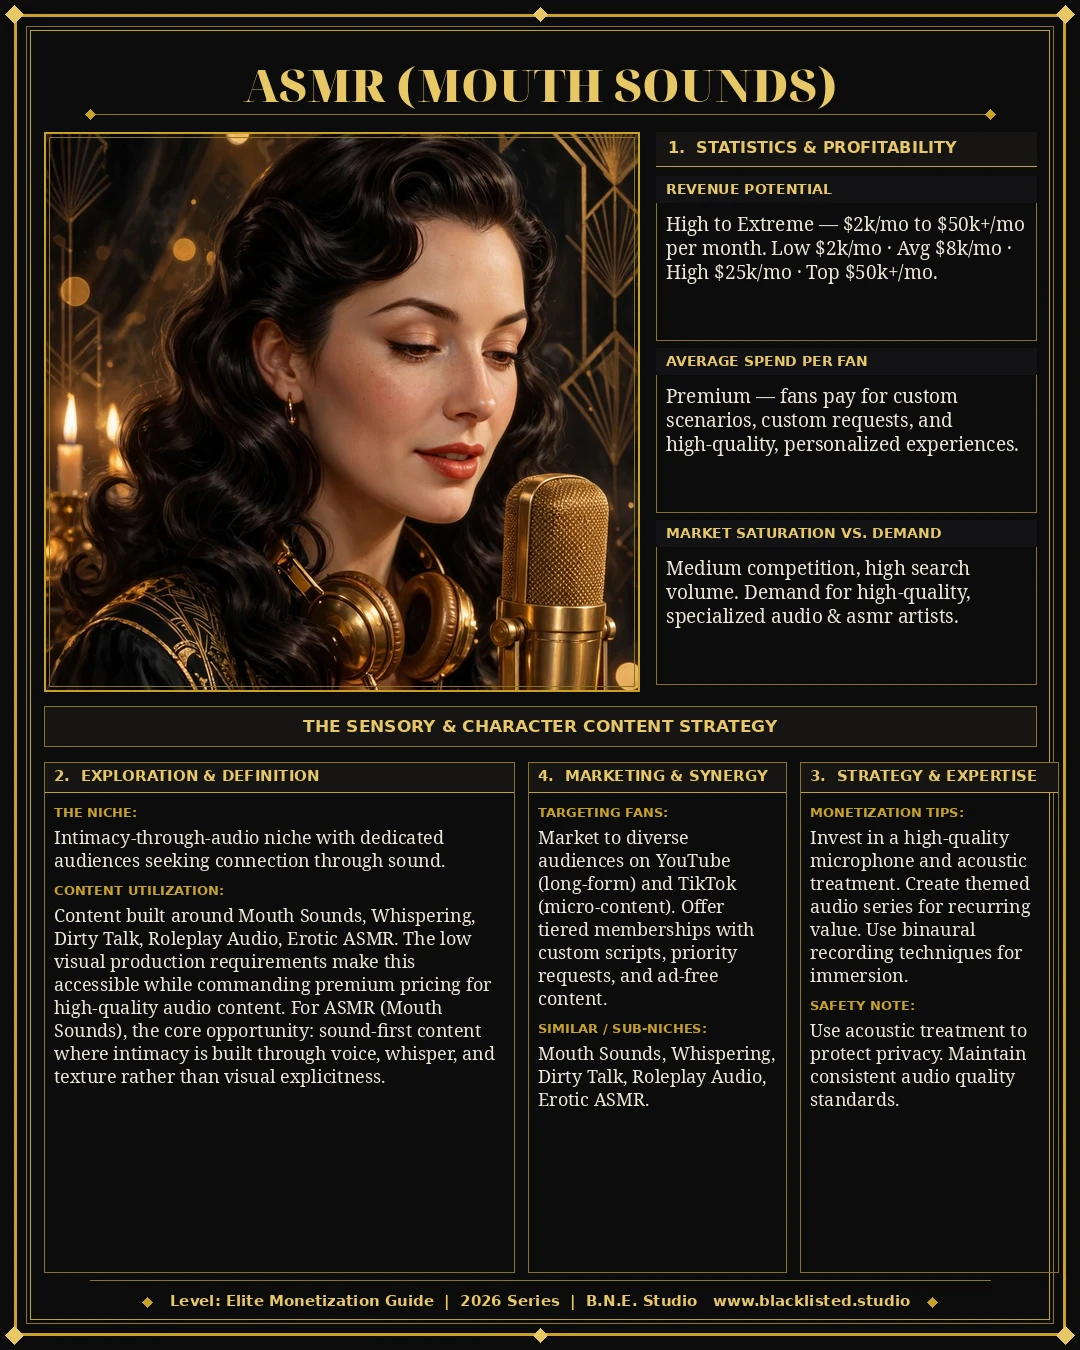 ASMR (MOUTH SOUNDS)
1. STATISTICS & PROFITABILITY
REVENUE POTENTIAL
High to Extreme — $2k/mo to $50k+/mo
per month. Low $2k/mo · Avg $8k/mo ·
High $25k/mo · Top $50k+/mo.
AVERAGE SPEND PER FAN
Premium — fans pay for custom
scenarios, custom requests, and
high-quality, personalized experiences.
MARKET SATURATION VS. DEMAND
Medium competition, high search
volume. Demand for high-quality,
specialized audio & asmr artists.
THE SENSORY & CHARACTER CONTENT STRATEGY
2. EXPLORATION & DEFINITION
THE NICHE:
Intimacy-through-audio niche with dedicated
audiences seeking connection through sound.
CONTENT UTILIZATION:
Content built around Mouth Sounds, Whispering,
Dirty Talk, Roleplay Audio, Erotic ASMR. The low
visual production requirements make this
accessible while commanding premium pricing for
high-quality audio content. For ASMR (Mouth
Sounds), the core opportunity: sound-first content
where intimacy is built through voice, whisper, and
texture rather than visual explicitness.
4. MARKETING & SYNERGY
TARGETING FANS:
Market to diverse
audiences on YouTube
(long-form) and TikTok
(micro-content). Offer
tiered memberships with
custom scripts, priority
requests, and ad-free
content.
SIMILAR / SUB-NICHES:
Mouth Sounds, Whispering,
Dirty Talk, Roleplay Audio,
Erotic ASMR.
3. STRATEGY & EXPERTISE
MONETIZATION TIPS:
Invest in a high-quality
microphone and acoustic
treatment. Create themed
audio series for recurring
value. Use binaural
recording techniques for
immersion.
SAFETY NOTE:
Use acoustic treatment to
protect privacy. Maintain
consistent audio quality
standards.
Level: Elite Monetization Guide | 2026 Series | B.N.E. Studio www.blacklisted.studio